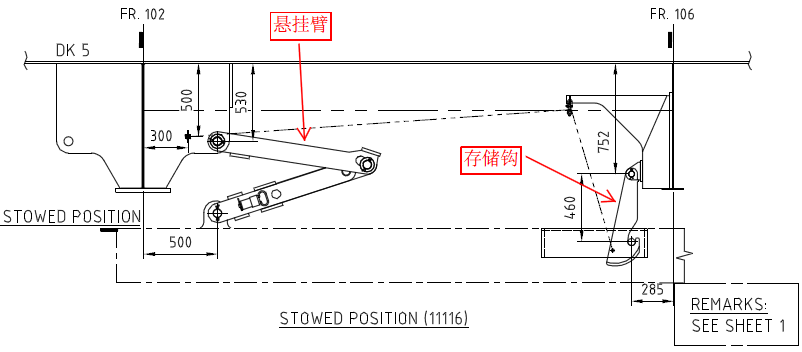 FR. 102
悬挂臂
FR. 106
DK 5
500
530
300
752
存储钩
460
STOWED POSITION
500
285
REMARKS:
SEE SHEET 1
STOWED POSITION (11116)